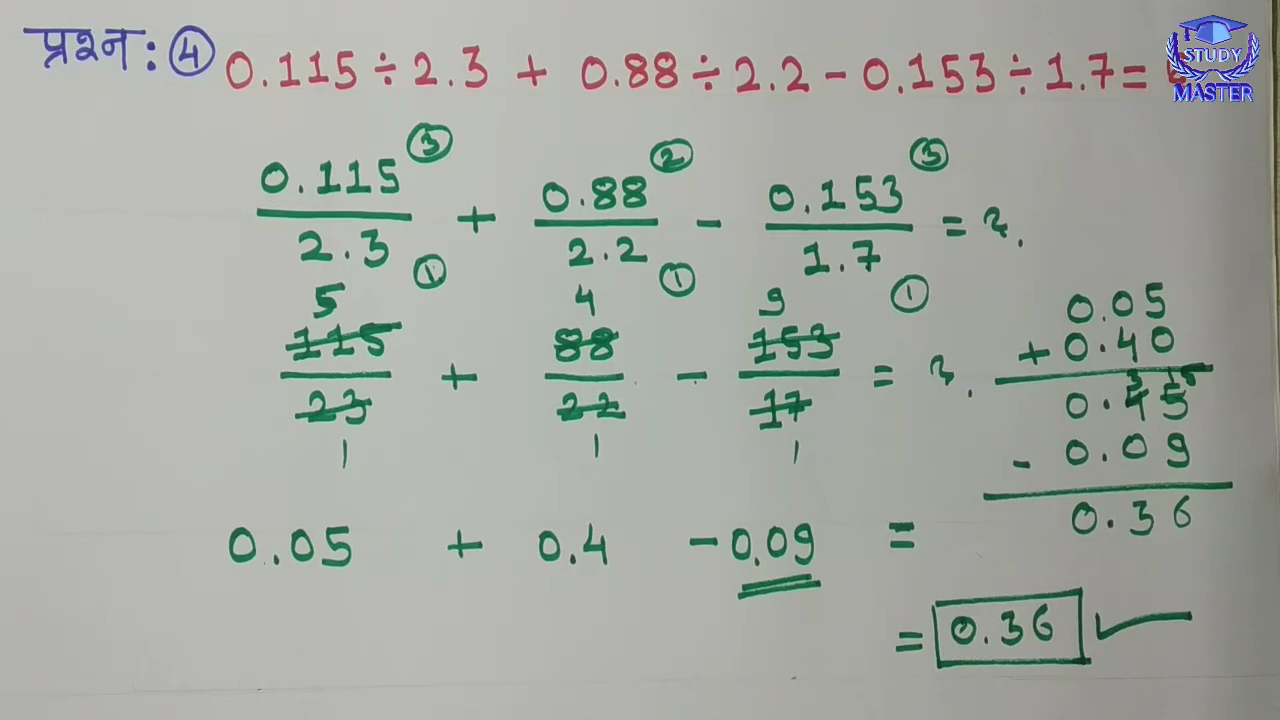 प्रश्न: ④ 0.115 ÷ 2.3 + 0.88 ÷ 2.2 - 0.153 ÷ 1.7 =
STUDY
MASTER
0.115 ③ 0.88 ② 0.153 ③
+ - = ?.
2.3 ① 2.2 ① 1.7 ①
5 4 9
115 88 153
+ - = ?.
23 22 17
1 1 1
0.05
+ 0.40
3 15
0.45
- 0.09
0.36
0.05 + 0.4 - 0.09 =
= 0.36